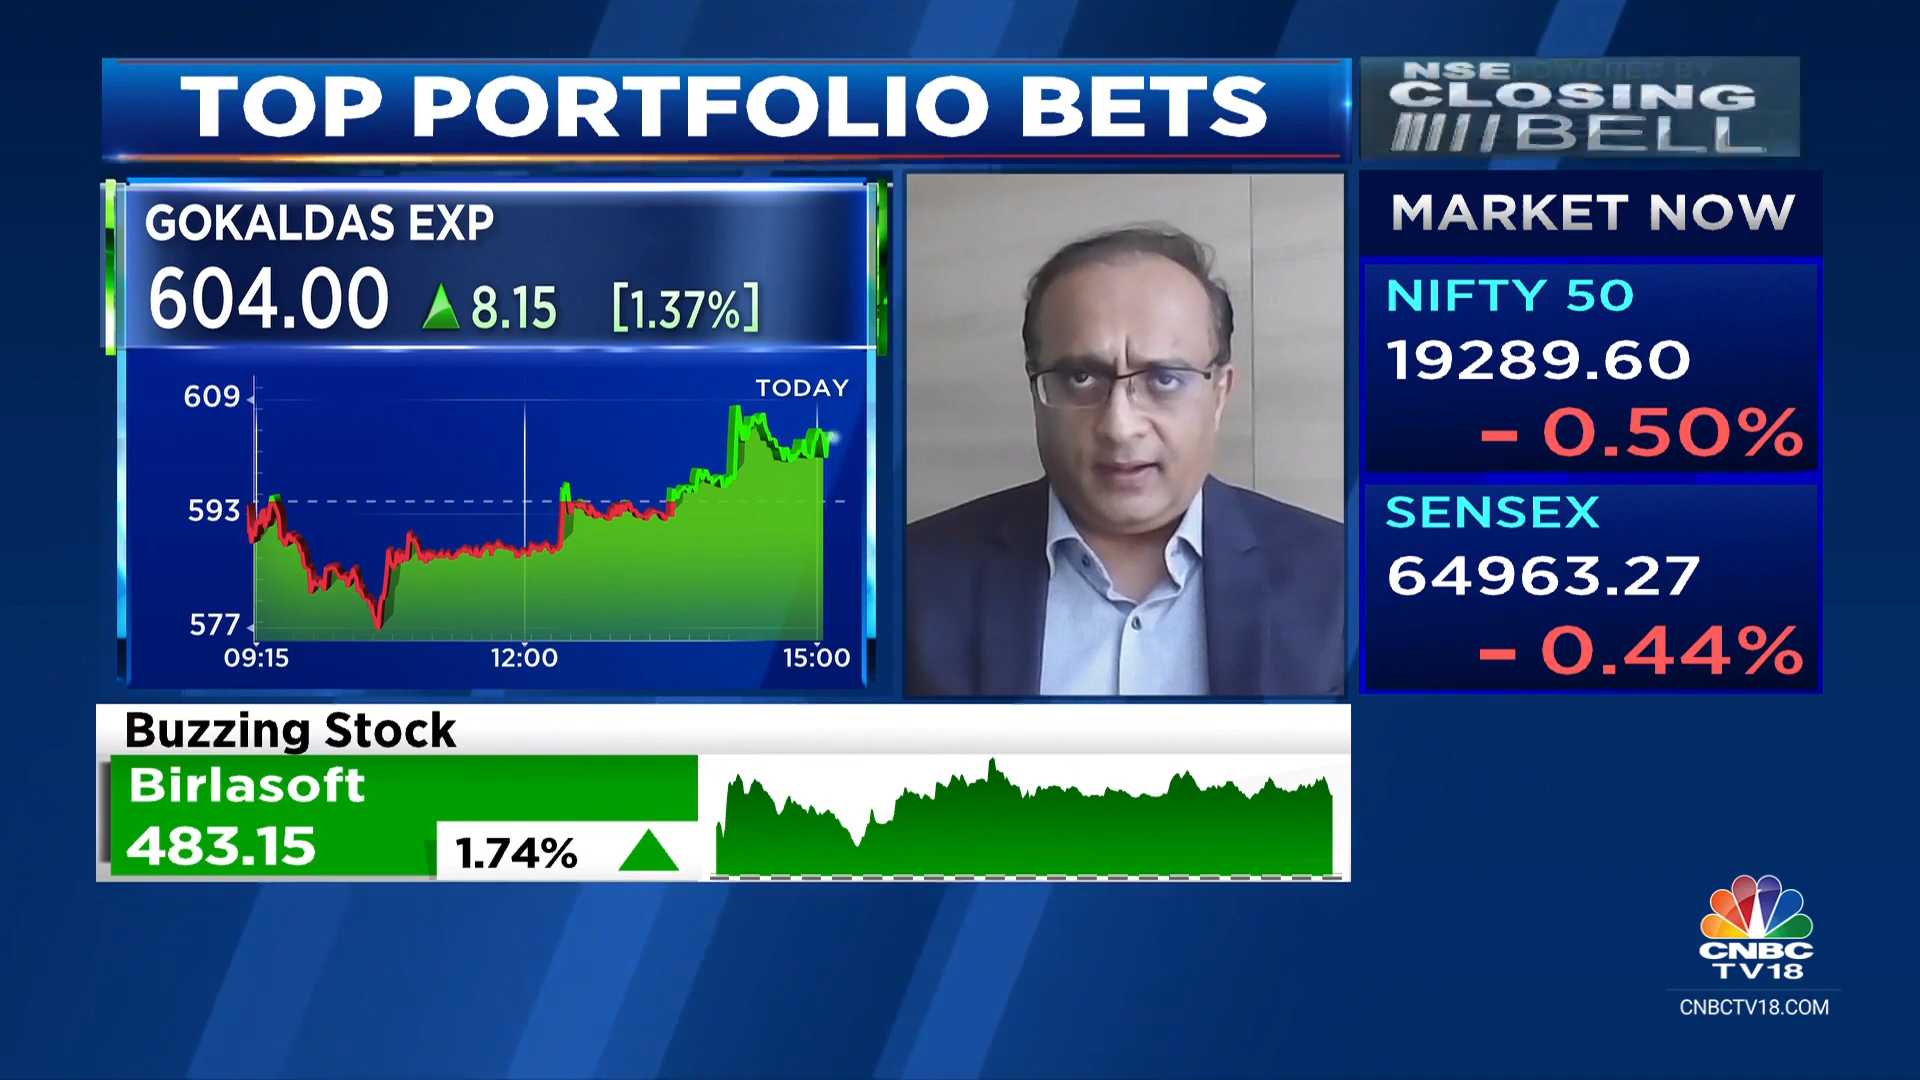 TOP PORTFOLIO BETS
NSE POWERED BY
CLOSING
BELL
GOKALDAS EXP
604.00 ▲ 8.15 [1.37%]
TODAY
609
593
577
09:15 12:00 15:00
MARKET NOW
NIFTY 50
19289.60
- 0.50%
SENSEX
64963.27
- 0.44%
Buzzing Stock
Birlasoft
483.15
1.74% ▲
CNBC
TV18
CNBCTV18.COM